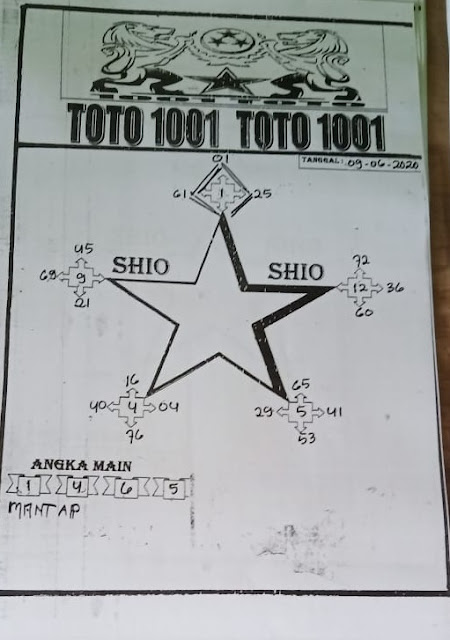 TOTO 1001 TOTO 1001
TANGGAL : 09-06-2020
01
61 1 25
45
SHIO SHIO 72
69 9 12 36
21 60
16 65
40 4 04 29 5 41
76 53
ANGKA MAIN
1 4 6 5
MANTAP